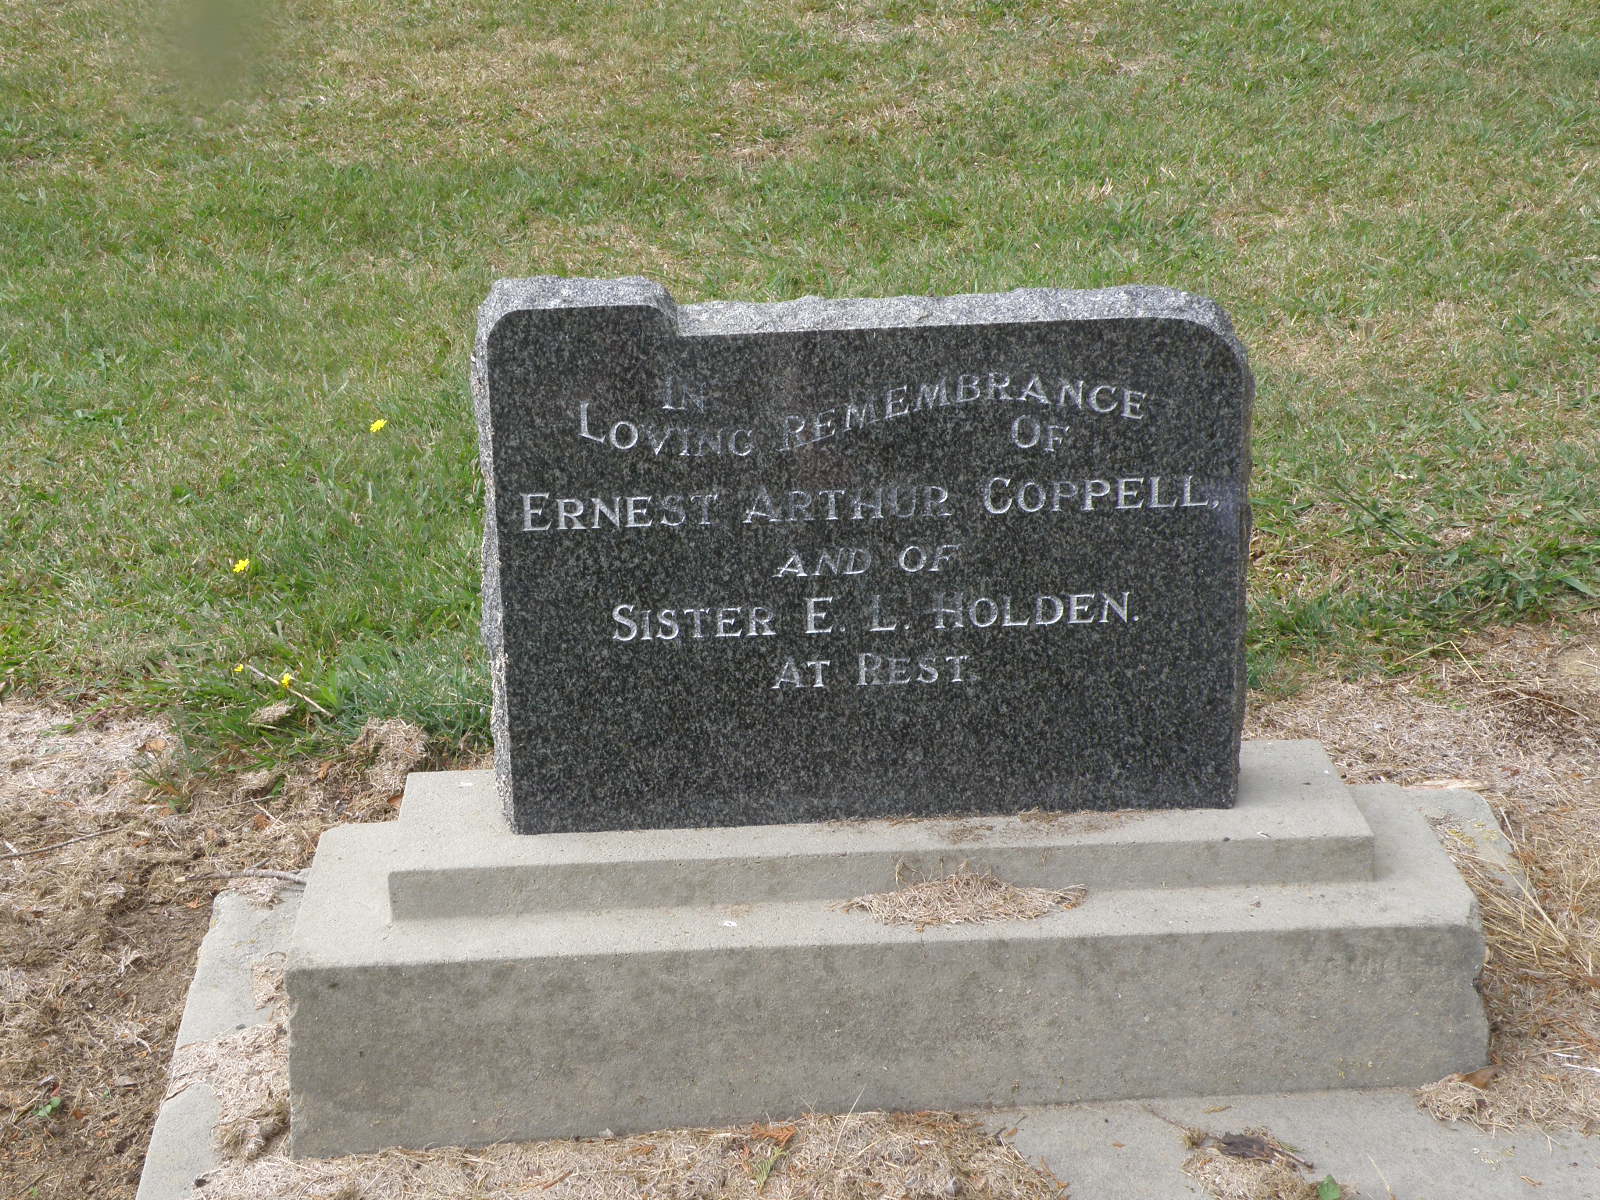 IN
LOVING REMEMBRANCE
OF
ERNEST ARTHUR COPPELL,
AND OF
SISTER E. L. HOLDEN.
AT REST.